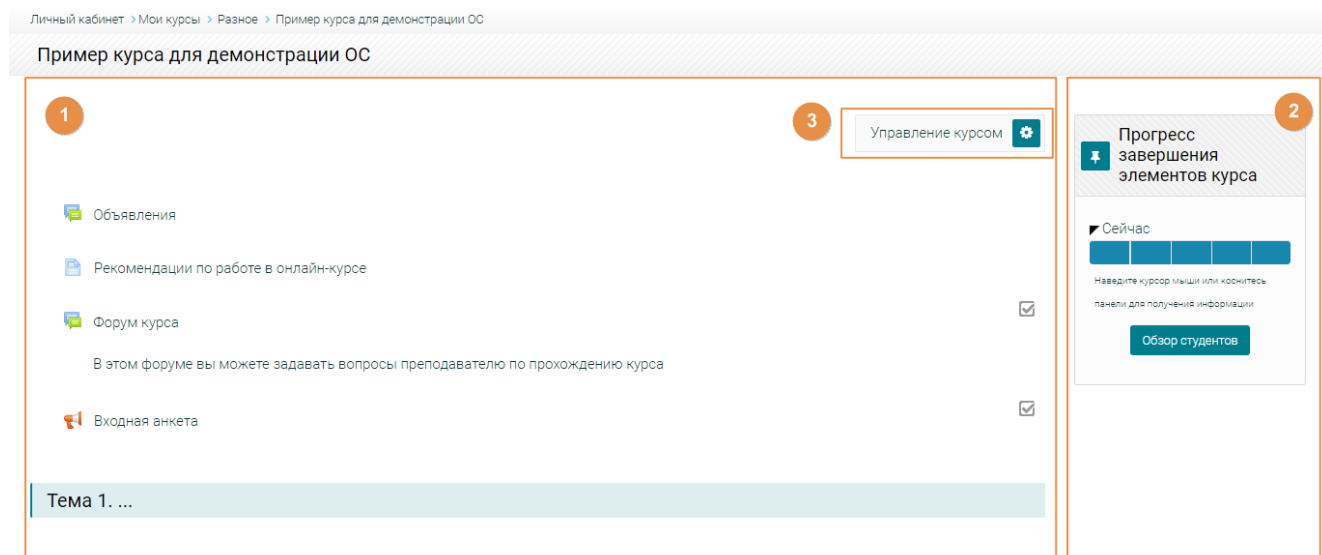 Личный кабинет > Мои курсы > Разное > Пример курса для демонстрации ОС
Пример курса для демонстрации ОС
1
3
Управление курсом
2
Прогресс
завершения
элементов курса
Объявления
Рекомендации по работе в онлайн-курсе
Форум курса
В этом форуме вы можете задавать вопросы преподавателю по прохождению курса
Входная анкета
Тема 1. ...
Сейчас
Наведите курсор мыши или коснитесь
панели для получения информации
Обзор студентов